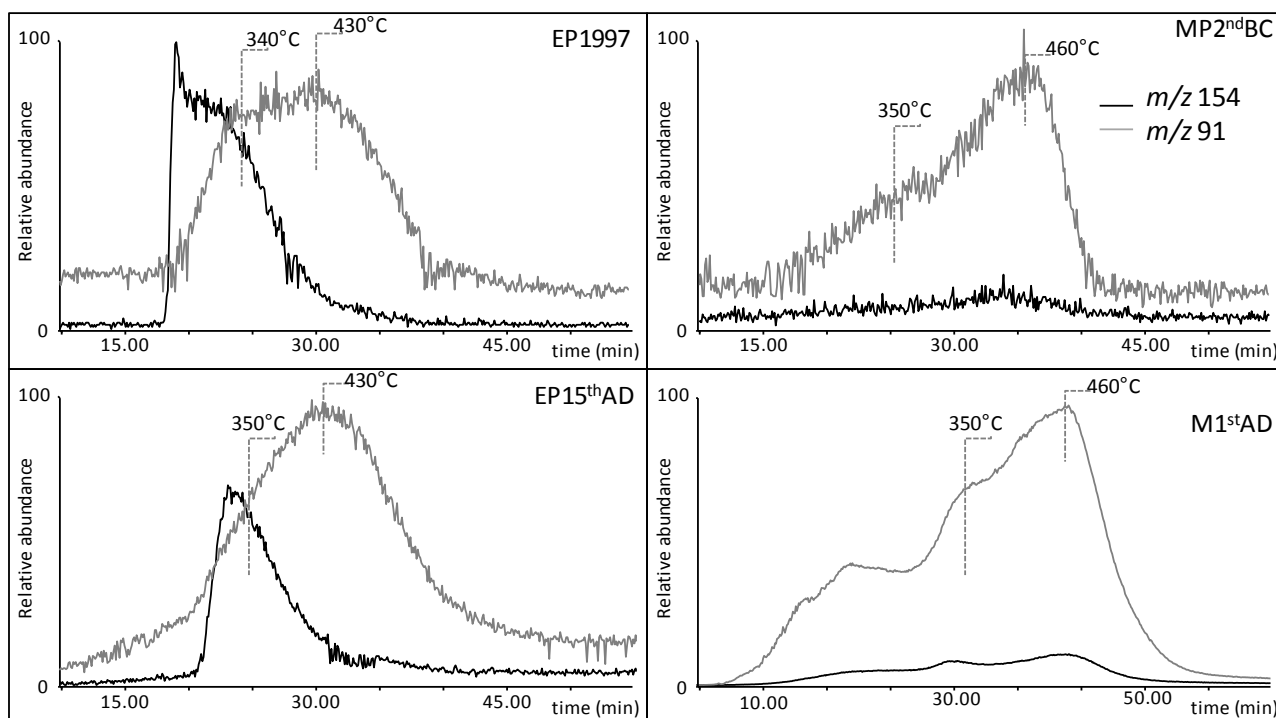 EP1997
100
340°C
430°C
Relative abundance
0
15.00
30.00
45.00
time (min)
MP2ndBC
100
460°C
350°C
m/z 154
m/z 91
Relative abundance
0
15.00
30.00
45.00
time (min)
EP15thAD
100
430°C
350°C
Relative abundance
0
15.00
30.00
45.00
time (min)
M1stAD
100
460°C
350°C
Relative abundance
0
10.00
30.00
50.00
time (min)